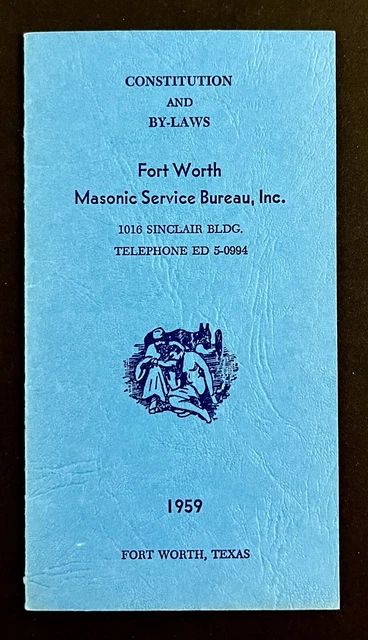 CONSTITUTION
AND
BY-LAWS
Fort Worth
Masonic Service Bureau, Inc.
1016 SINCLAIR BLDG.
TELEPHONE ED 5-0994
1959
FORT WORTH, TEXAS